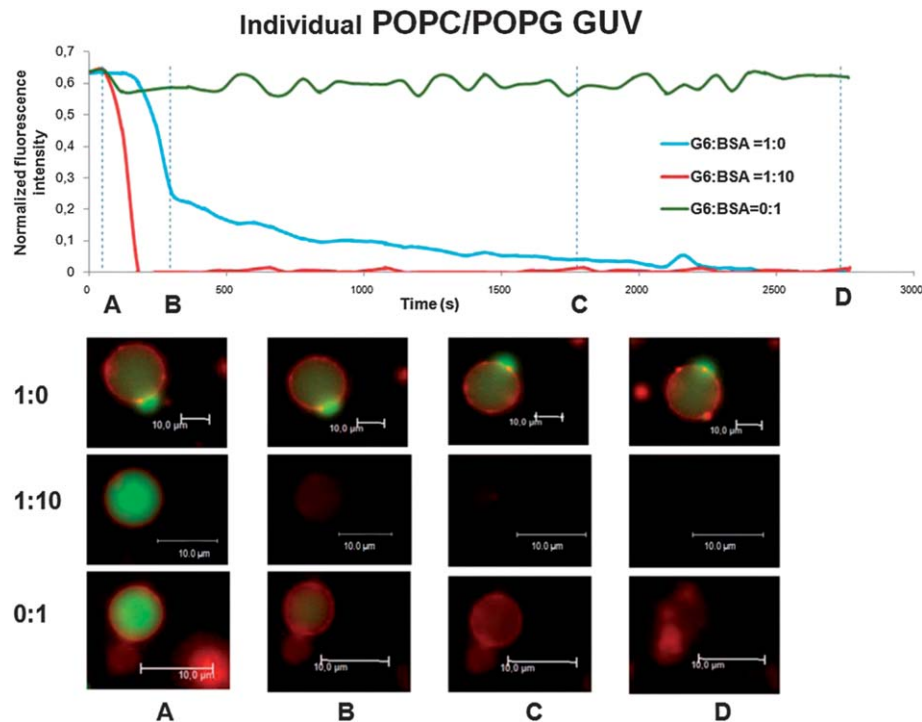 Individual POPC/POPG GUV
Normalized fluorescence
intensity
0,7
0,6
0,5
0,4
0,3
0,2
0,1
0
G6:BSA =1:0
G6:BSA =1:10
G6:BSA=0:1
0 500 1000 1500 2000 2500 3000
A B Time (s) C D
1:0
10,0 µm 10,0 µm 10,0 µm 10,0 µm
1:10
10.0 µm 10.0 µm 10.0 µm 10.0 µm
0:1
10,0 µm 10,0 µm 10,0 µm 10,0 µm
A B C D